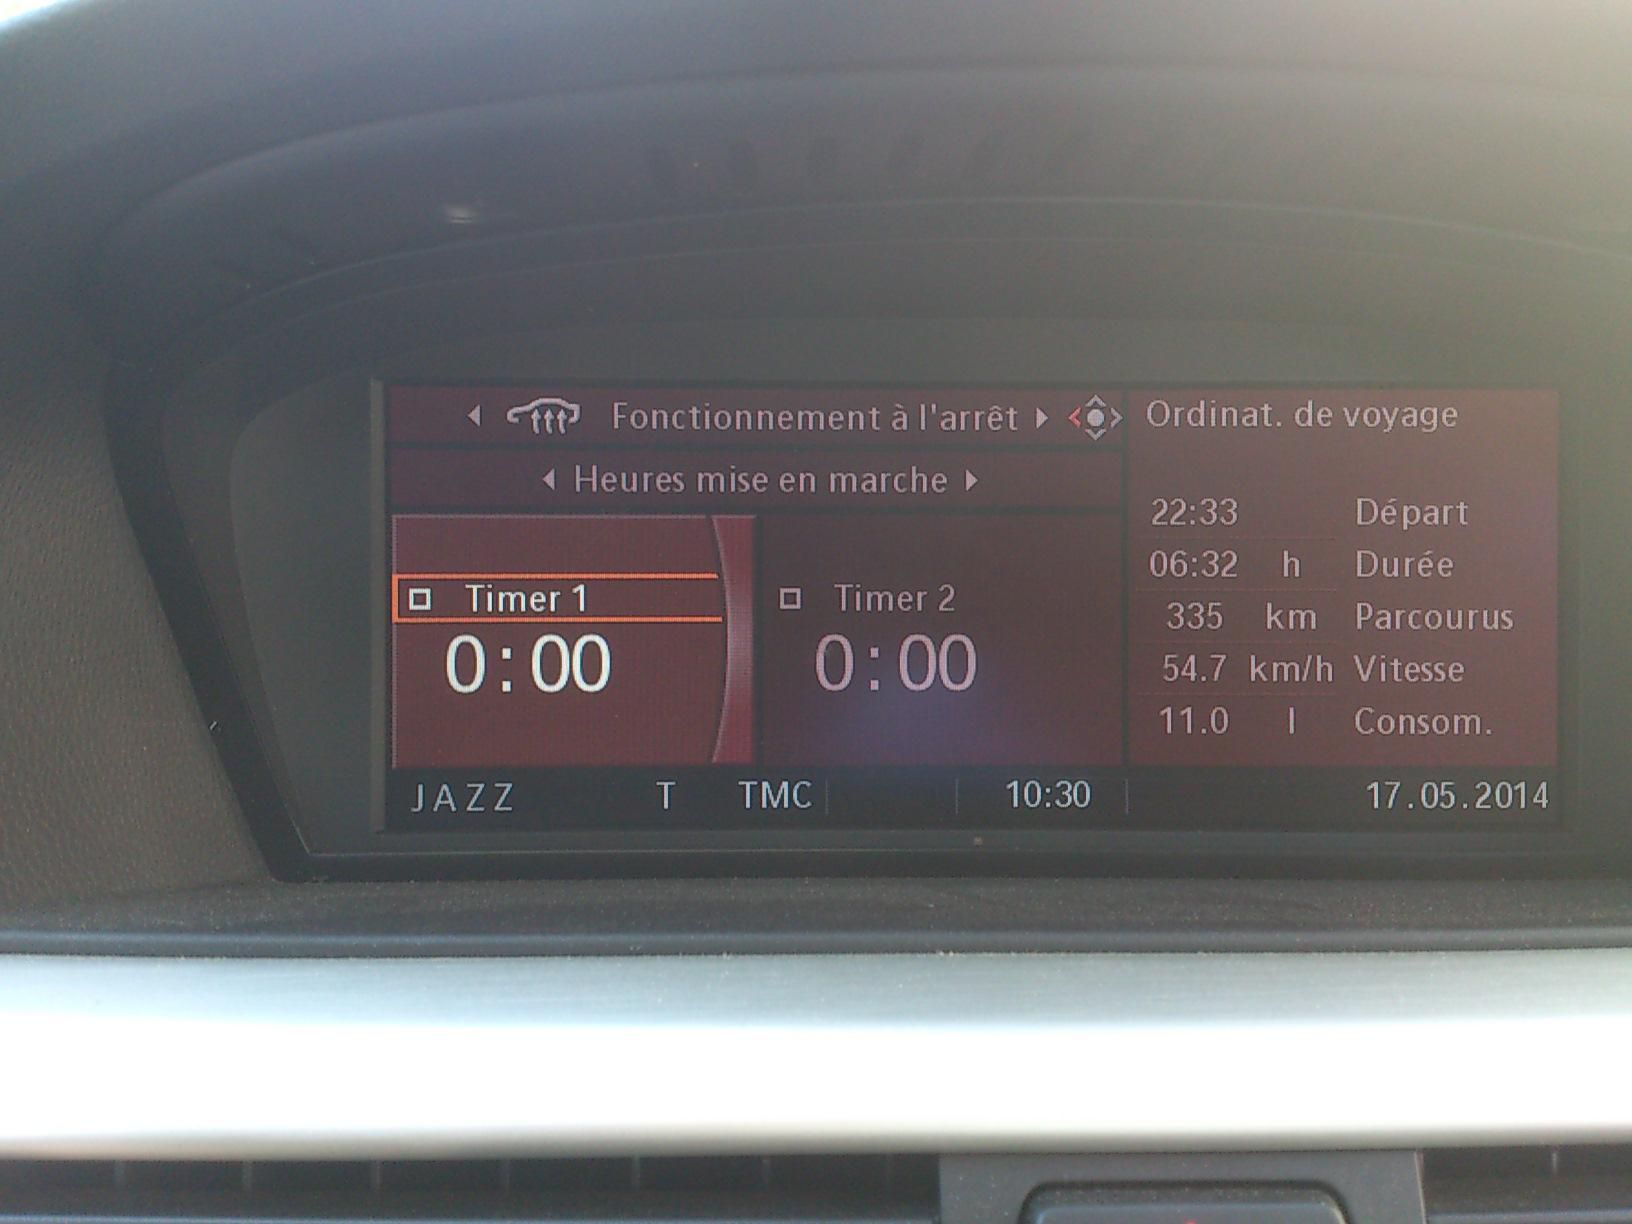 Fonctionnement à l'arrêt
Heures mise en marche
Timer 1
0:00
Timer 2
0:00
Ordinat. de voyage
22:33 Départ
06:32 h Durée
335 km Parcourus
54.7 km/h Vitesse
11.0 l Consom.
JAZZ T TMC 10:30 17.05.2014